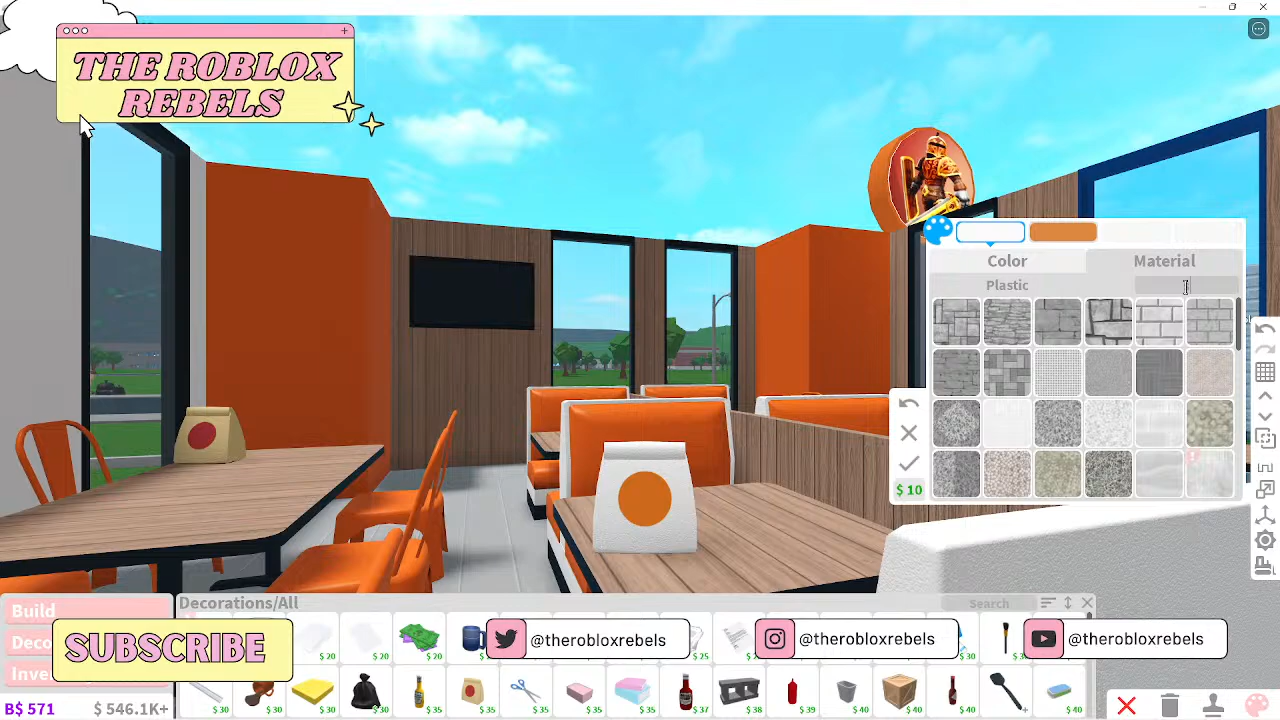 THE ROBLOX
REBELS
Color
Material
Plastic
$ 10
Build
Decorations/All
Search
Deco
Inve
SUBSCRIBE
@therobloxrebels
@therobloxrebels
@therobloxrebels
$ 20
$ 20
$ 20
$ 25
$ 30
$ 30
$ 30
$ 30
$ 30
$ 35
$ 35
$ 35
$ 35
$ 35
$ 37
$ 38
$ 39
$ 40
$ 40
$ 40
$ 40
B$ 571
$ 546.1K+